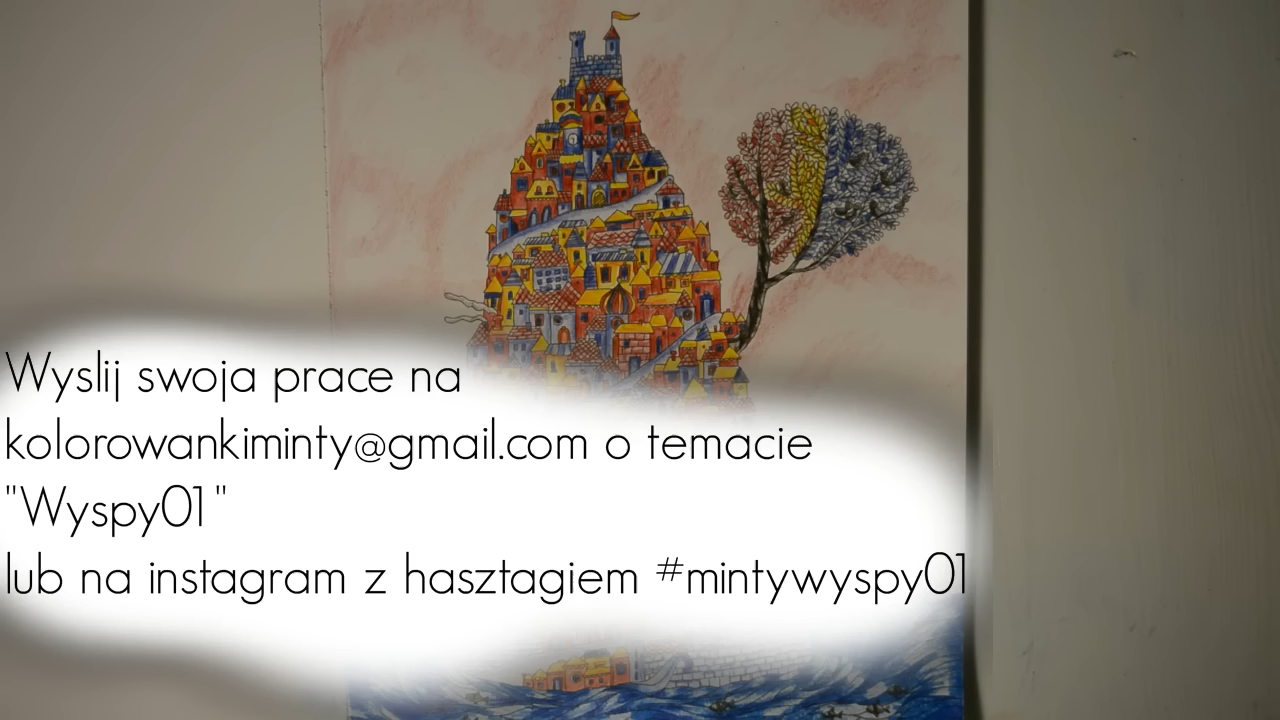 Wyslij swoja prace na
kolorowankiminty@gmail.com o temacie
"Wyspy01"
lub na instagram z hasztagiem #mintywyspy01